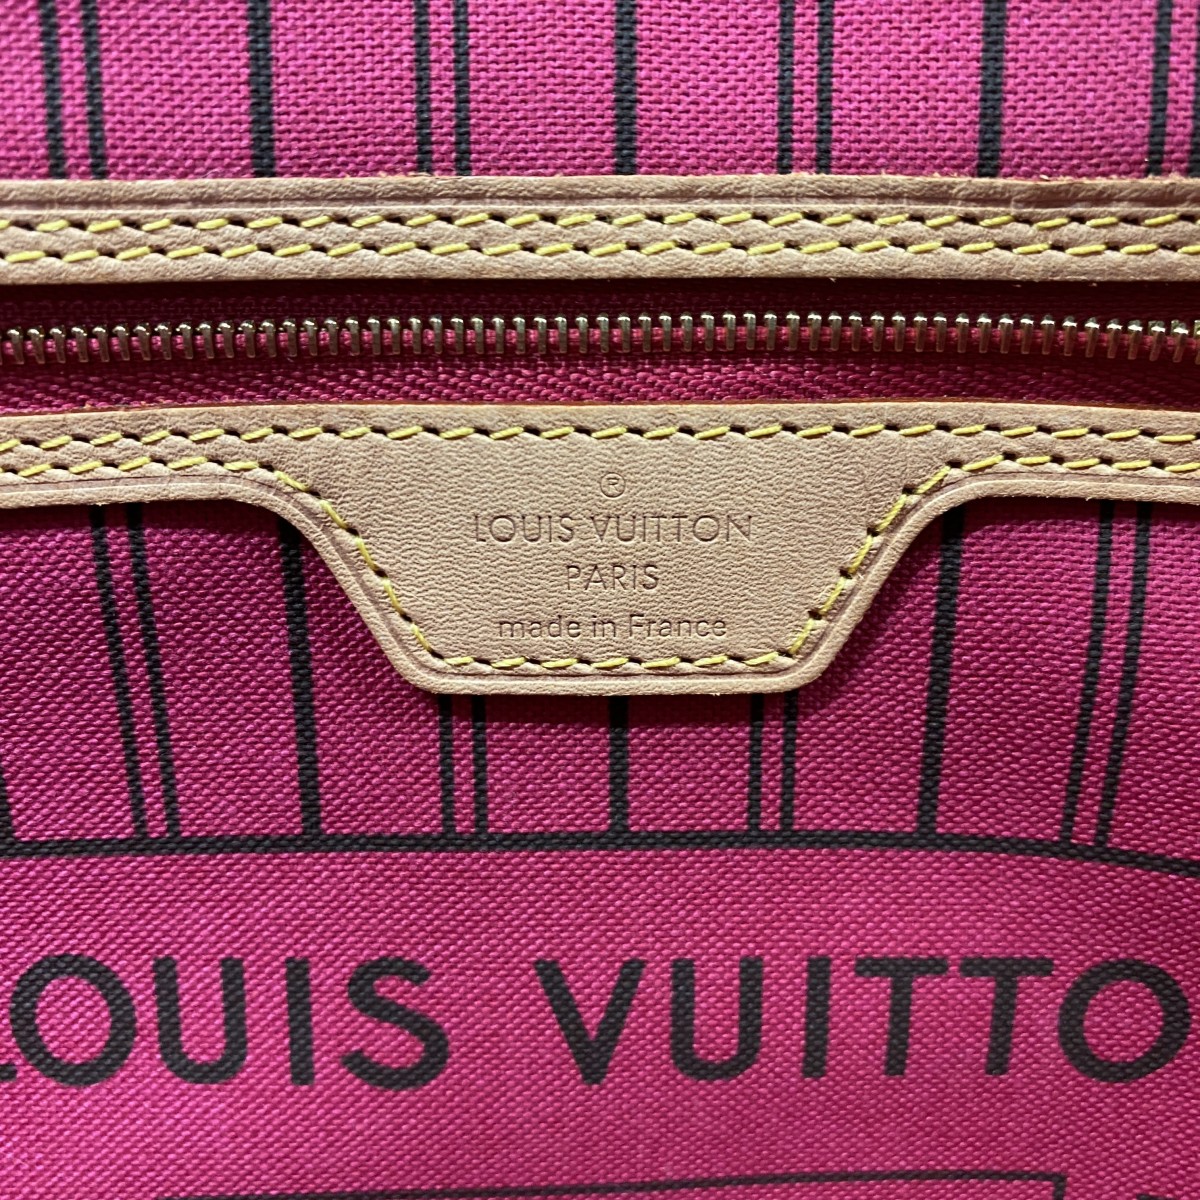 ®
LOUIS VUITTON
PARIS
made in France
LOUIS VUITTO